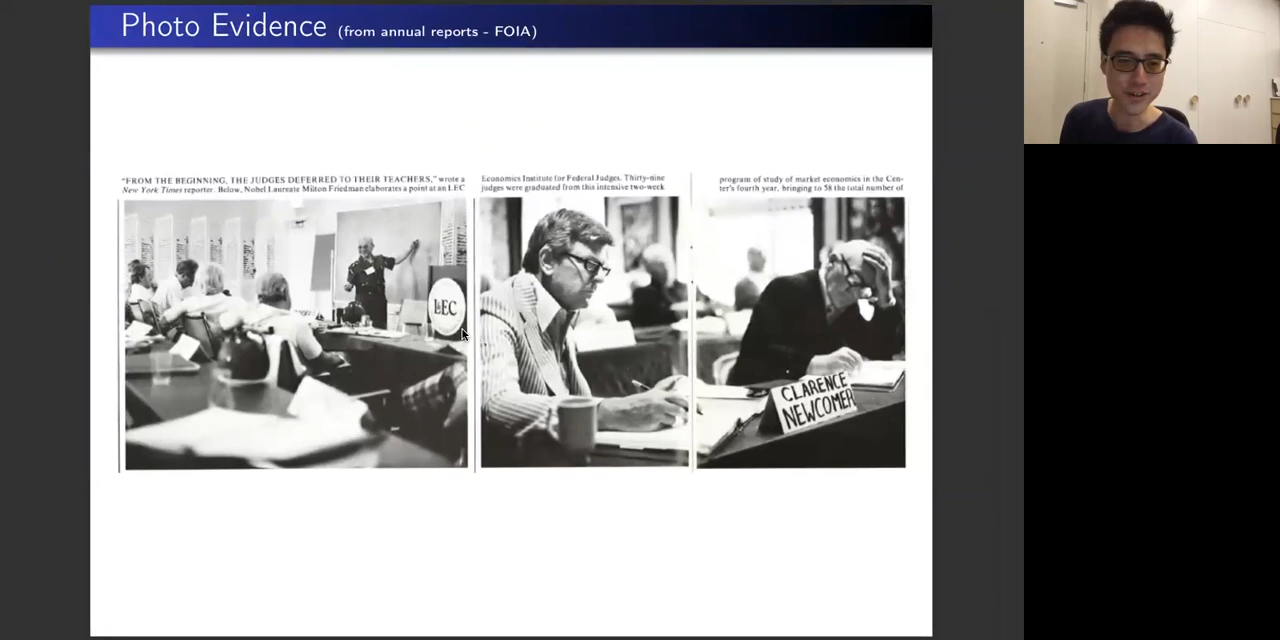 Photo Evidence (from annual reports - FOIA)
"FROM THE BEGINNING, THE JUDGES DEFERRED TO THEIR TEACHERS," wrote a
New York Times reporter. Below, Nobel Laureate Milton Friedman elaborates a point at an LEC
Economics Institute for Federal Judges. Thirty-nine
judges were graduated from this intensive two-week
program of study of market economics in the Cen-
ter's fourth year, bringing to 58 the total number of
LEC
CLARENCE
NEWCOMER